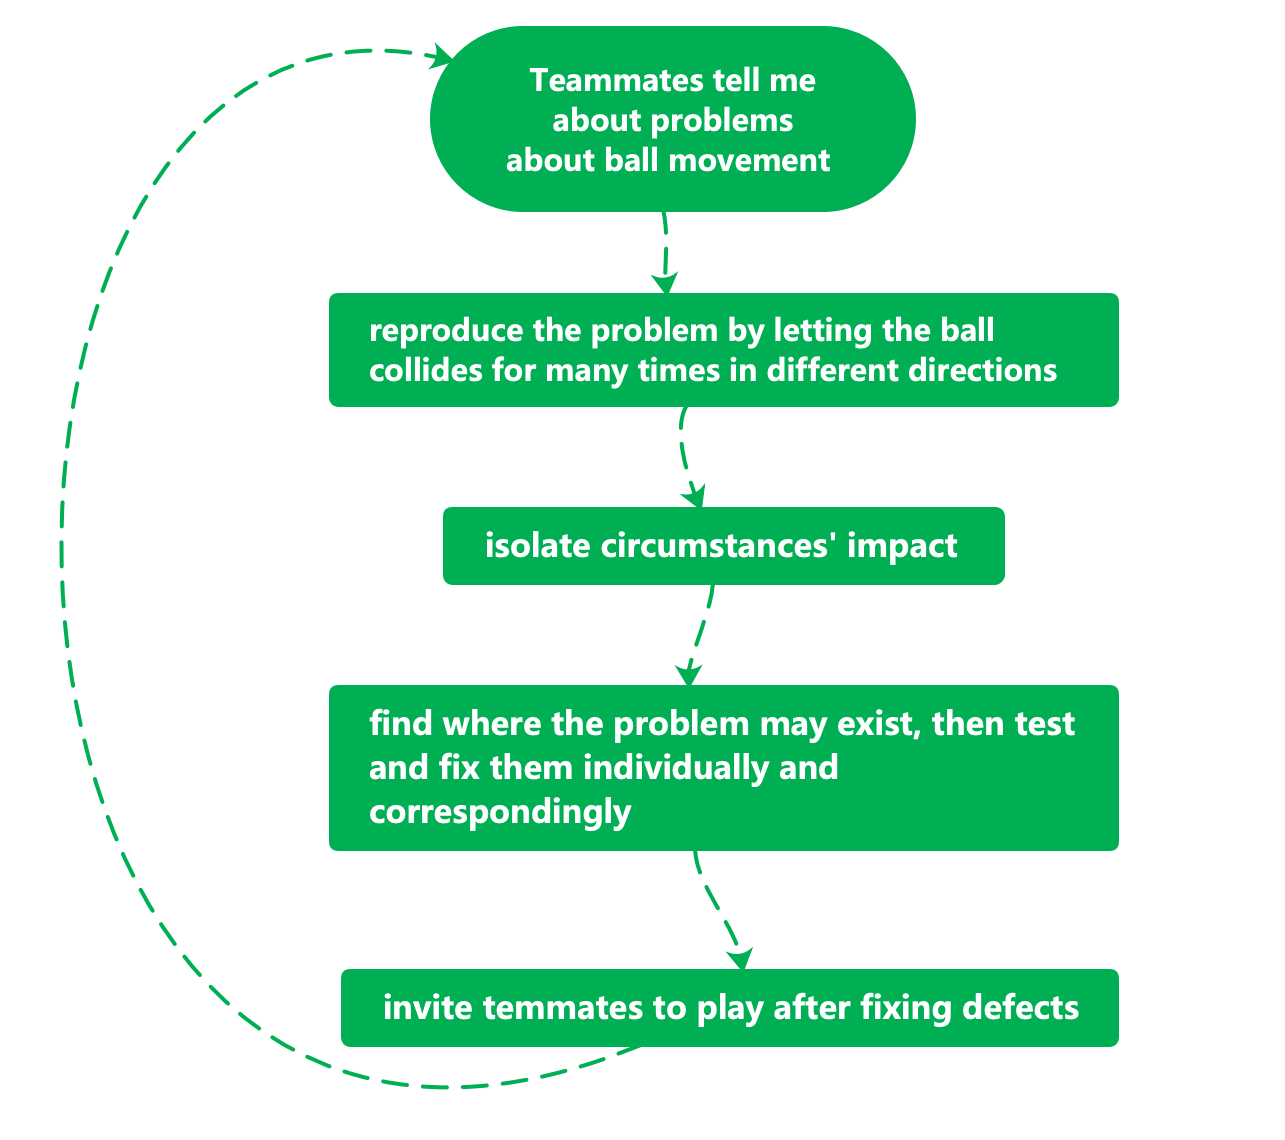 Teammates tell me
about problems
about ball movement
reproduce the problem by letting the ball
collides for many times in different directions
isolate circumstances' impact
find where the problem may exist, then test
and fix them individually and
correspondingly
invite temmates to play after fixing defects